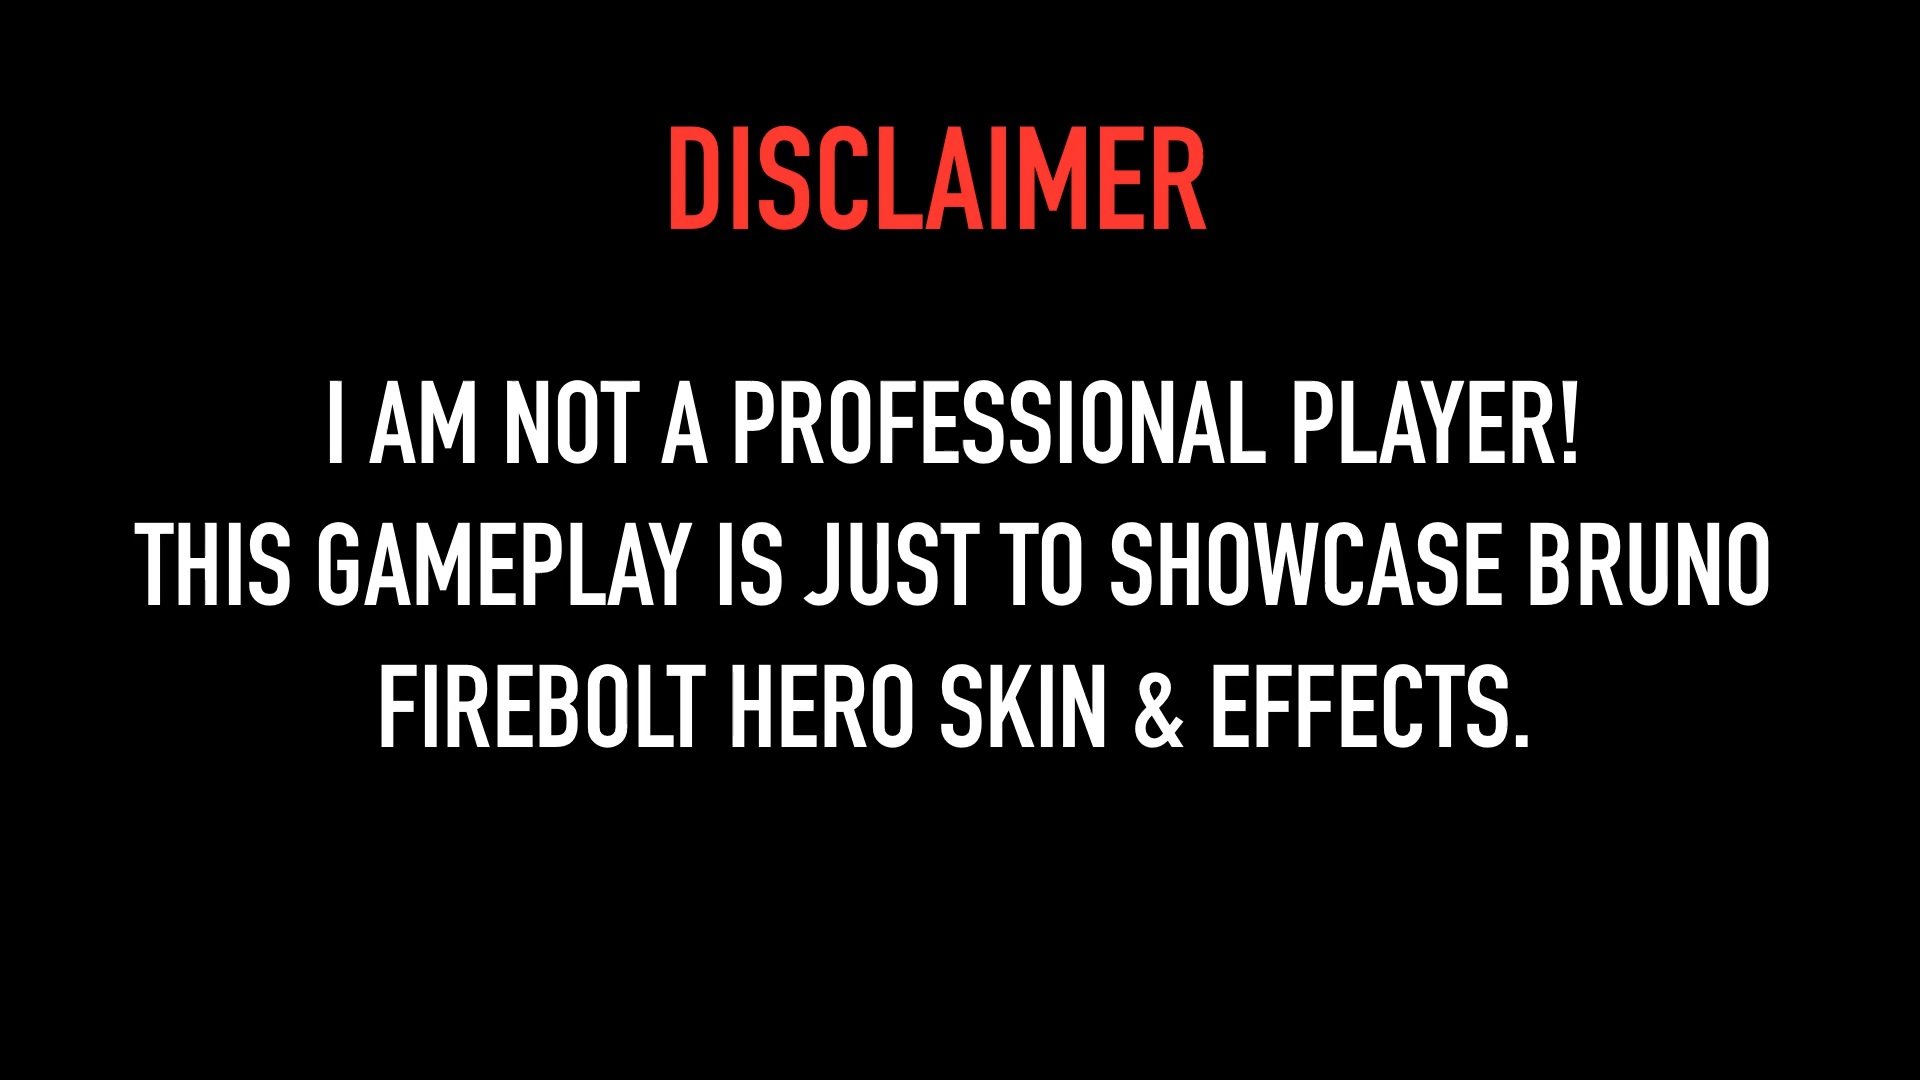 DISCLAIMER
I AM NOT A PROFESSIONAL PLAYER!
THIS GAMEPLAY IS JUST TO SHOWCASE BRUNO
FIREBOLT HERO SKIN & EFFECTS.